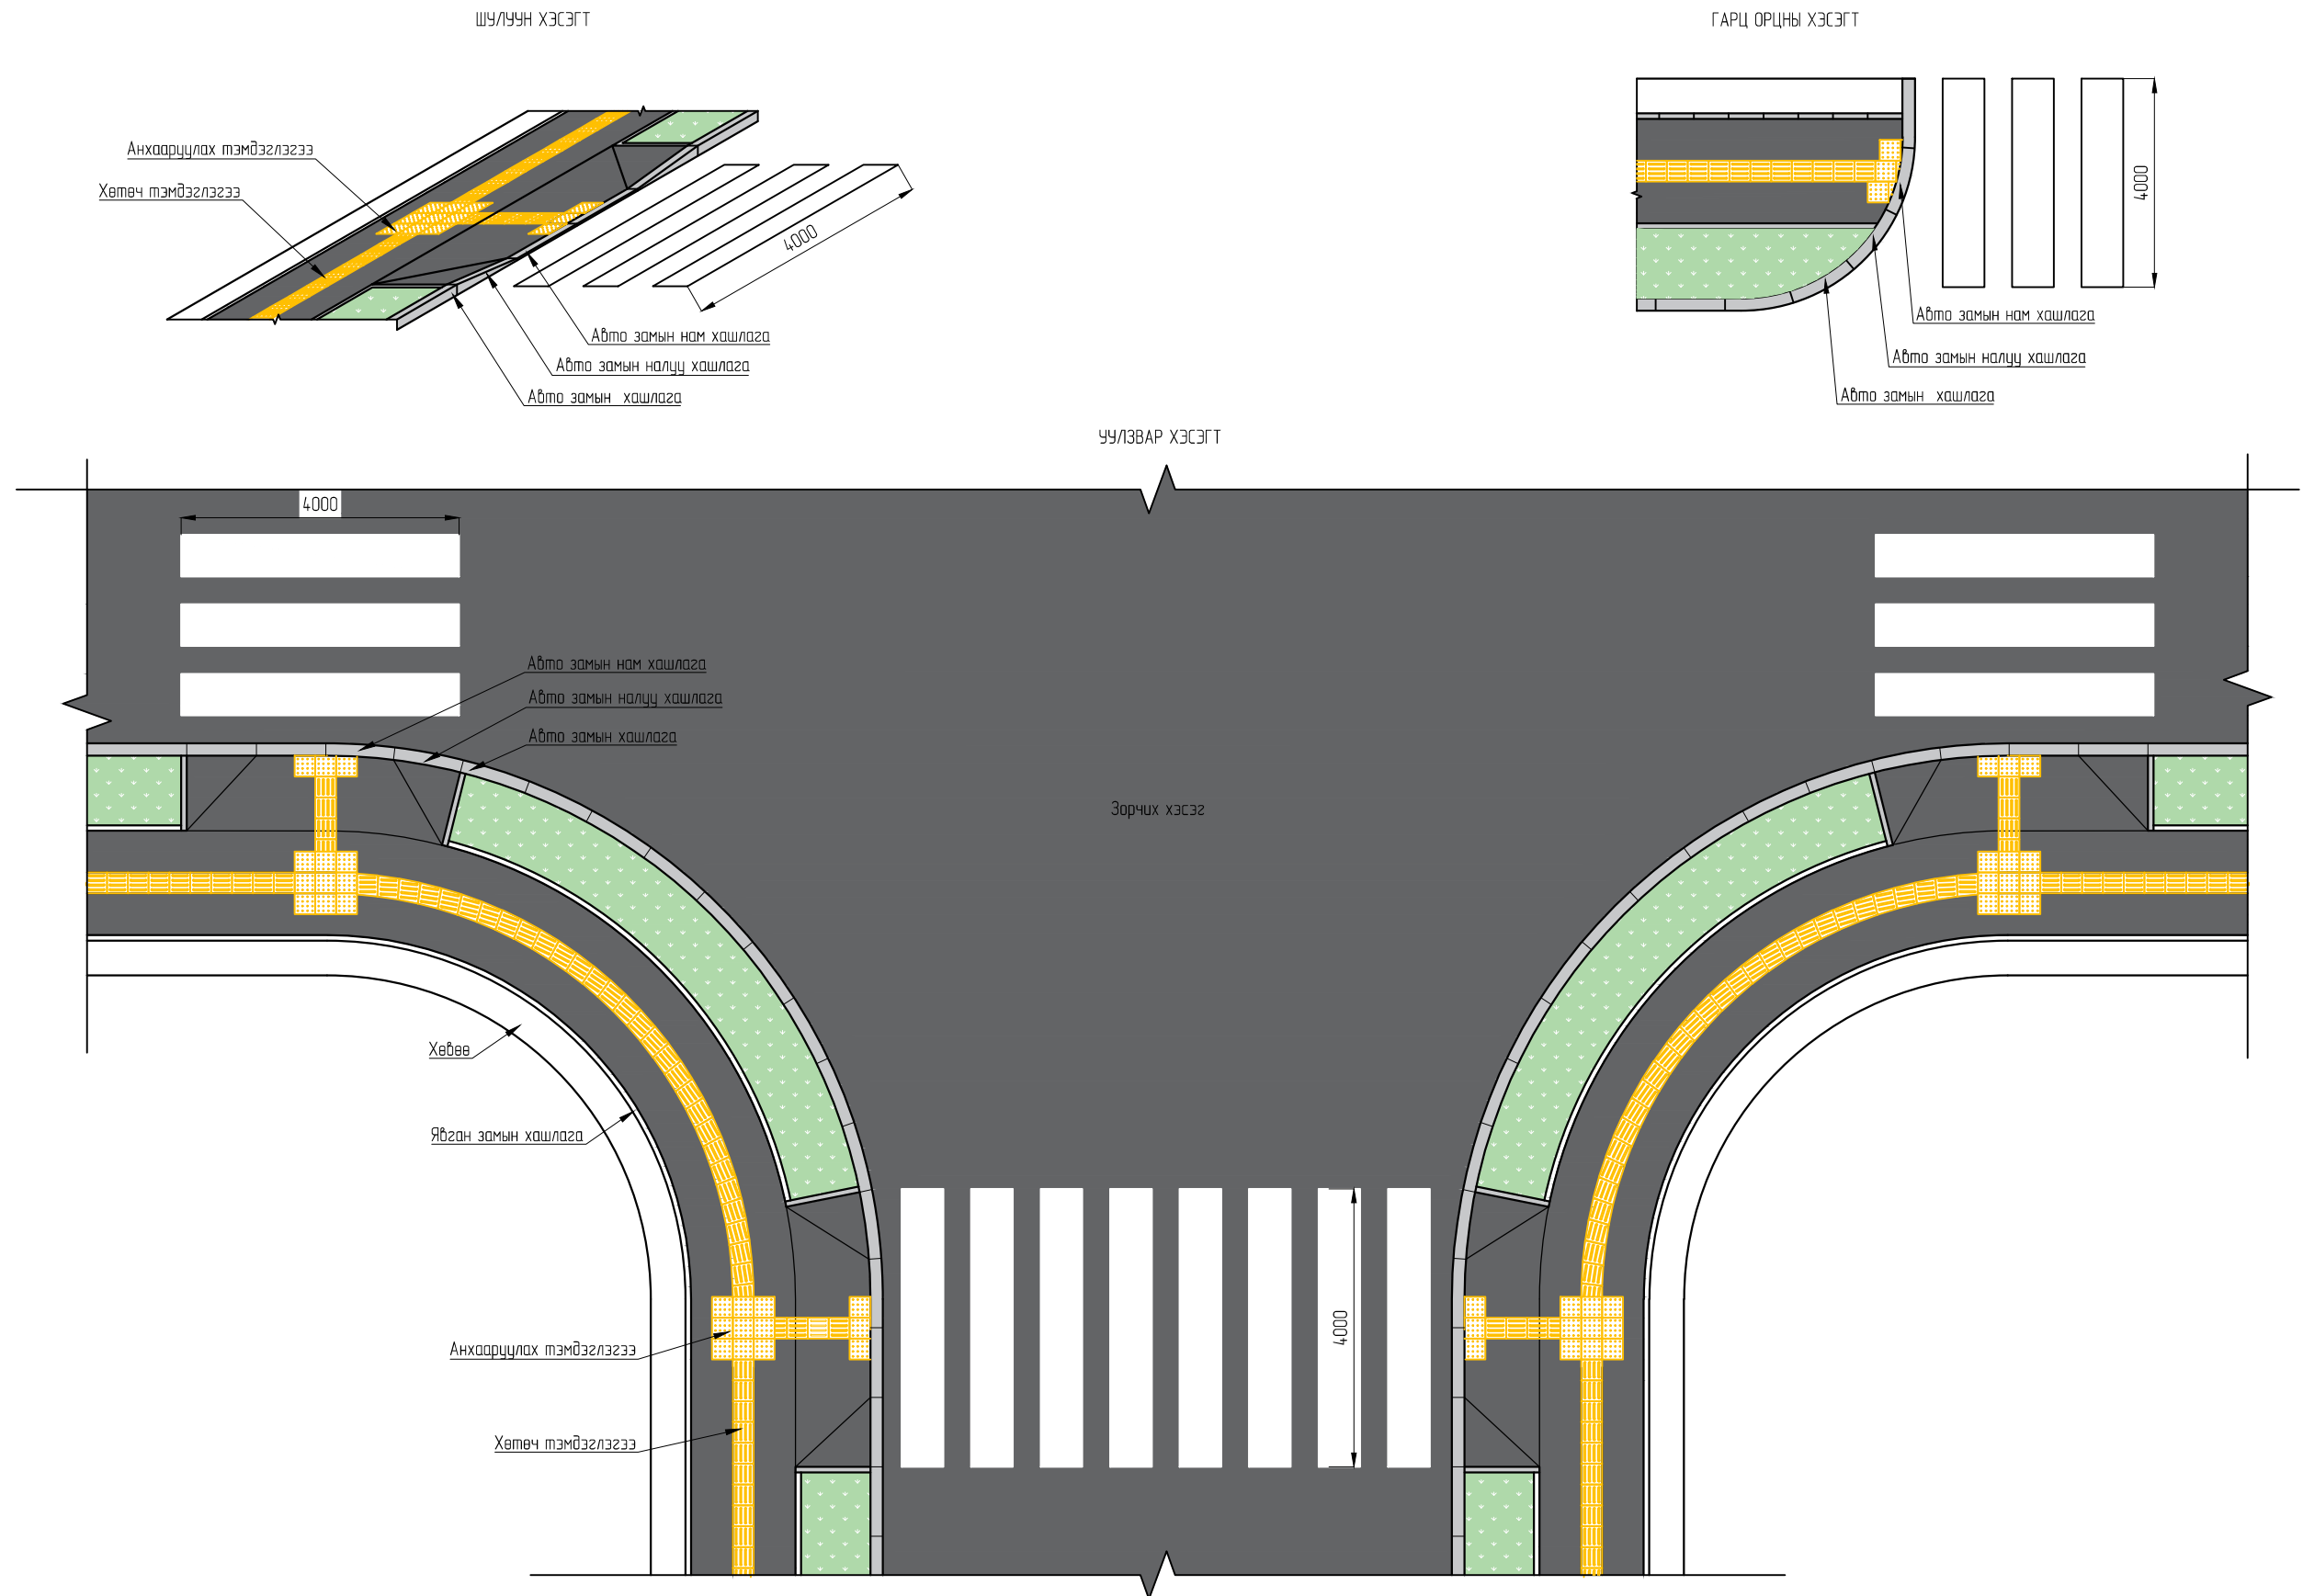 ШУЛУУН ХЭСЭГТ
ГАРЦ ОРЦНЫ ХЭСЭГТ
Анхааруулах тэмдэглэгээ
Хөтөч тэмдэглэгээ
4000
Авто замын нам хашлага
Авто замын налуу хашлага
Авто замын хашлага
4000
Авто замын нам хашлага
Авто замын налуу хашлага
Авто замын хашлага
УУЛЗВАР ХЭСЭГТ
4000
Авто замын нам хашлага
Авто замын налуу хашлага
Авто замын хашлага
Зорчих хэсэг
Хөвөө
Явган замын хашлага
4000
Анхааруулах тэмдэглэгээ
Хөтөч тэмдэглэгээ